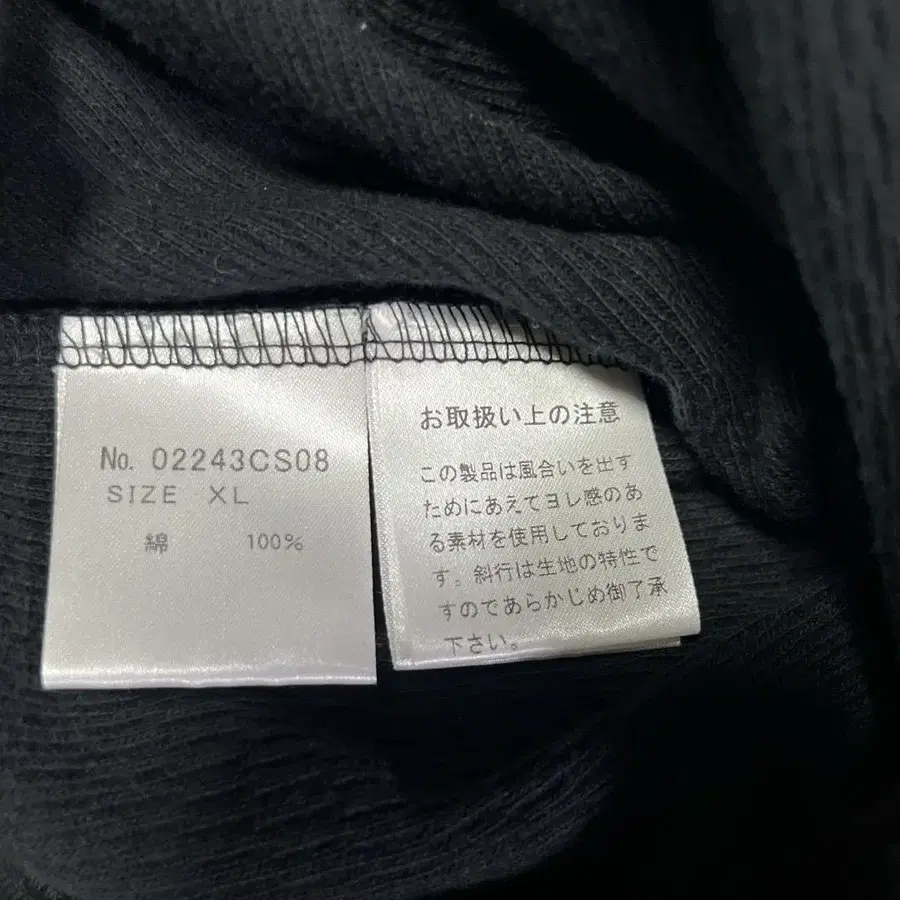 No. 02243CS08
SIZE XL
綿 100%
お取扱い上の注意
この製品は風合いを出す
ためにあえてヨレ感のあ
る素材を使用しておりま
す。斜行は生地の特性で
すのであらかじめ御了承
下さい。